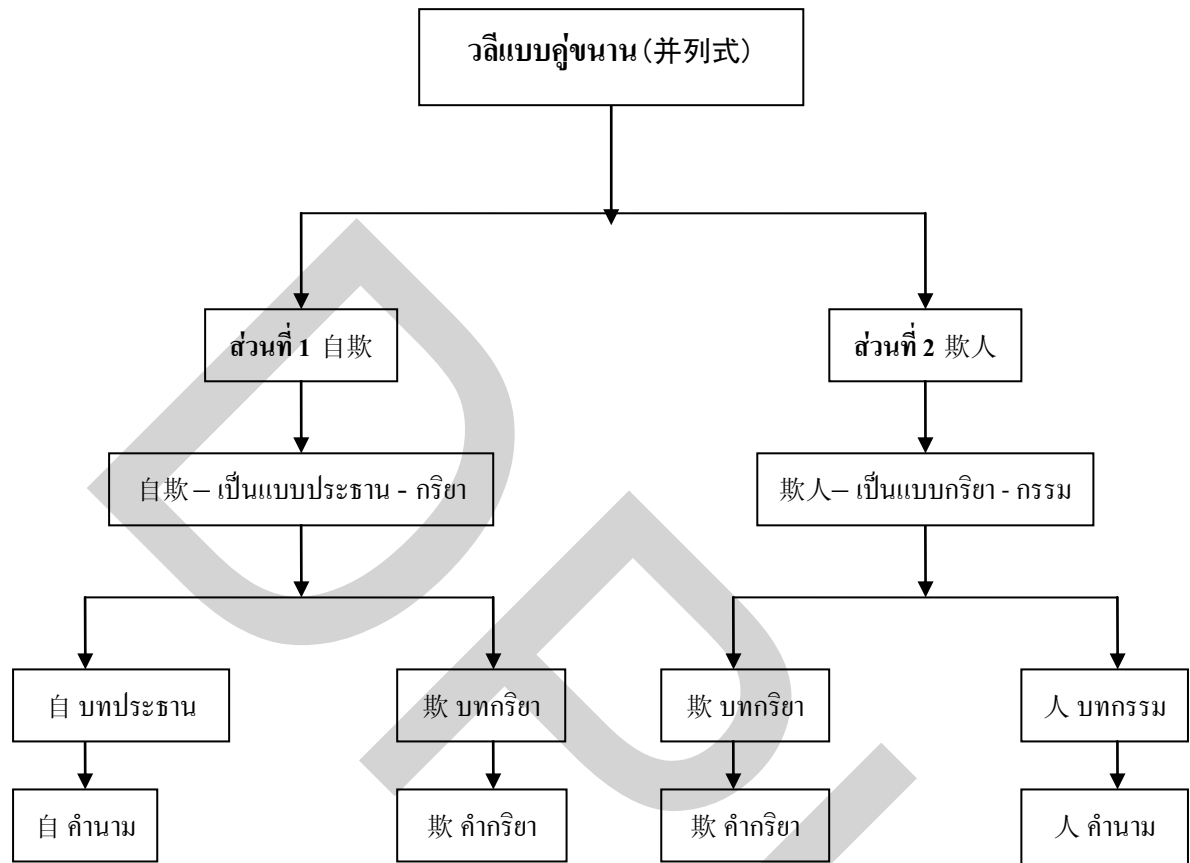 วลีแบบคู่ขนาน (并列式)
ส่วนที่ 1 自欺
ส่วนที่ 2 欺人
自欺 – เป็นแบบประธาน - กริยา
欺人– เป็นแบบกริยา - กรรม
自 บทประธาน
欺 บทกริยา
欺 บทกริยา
人 บทกรรม
自 คำนาม
欺 คำกริยา
欺 คำกริยา
人 คำนาม